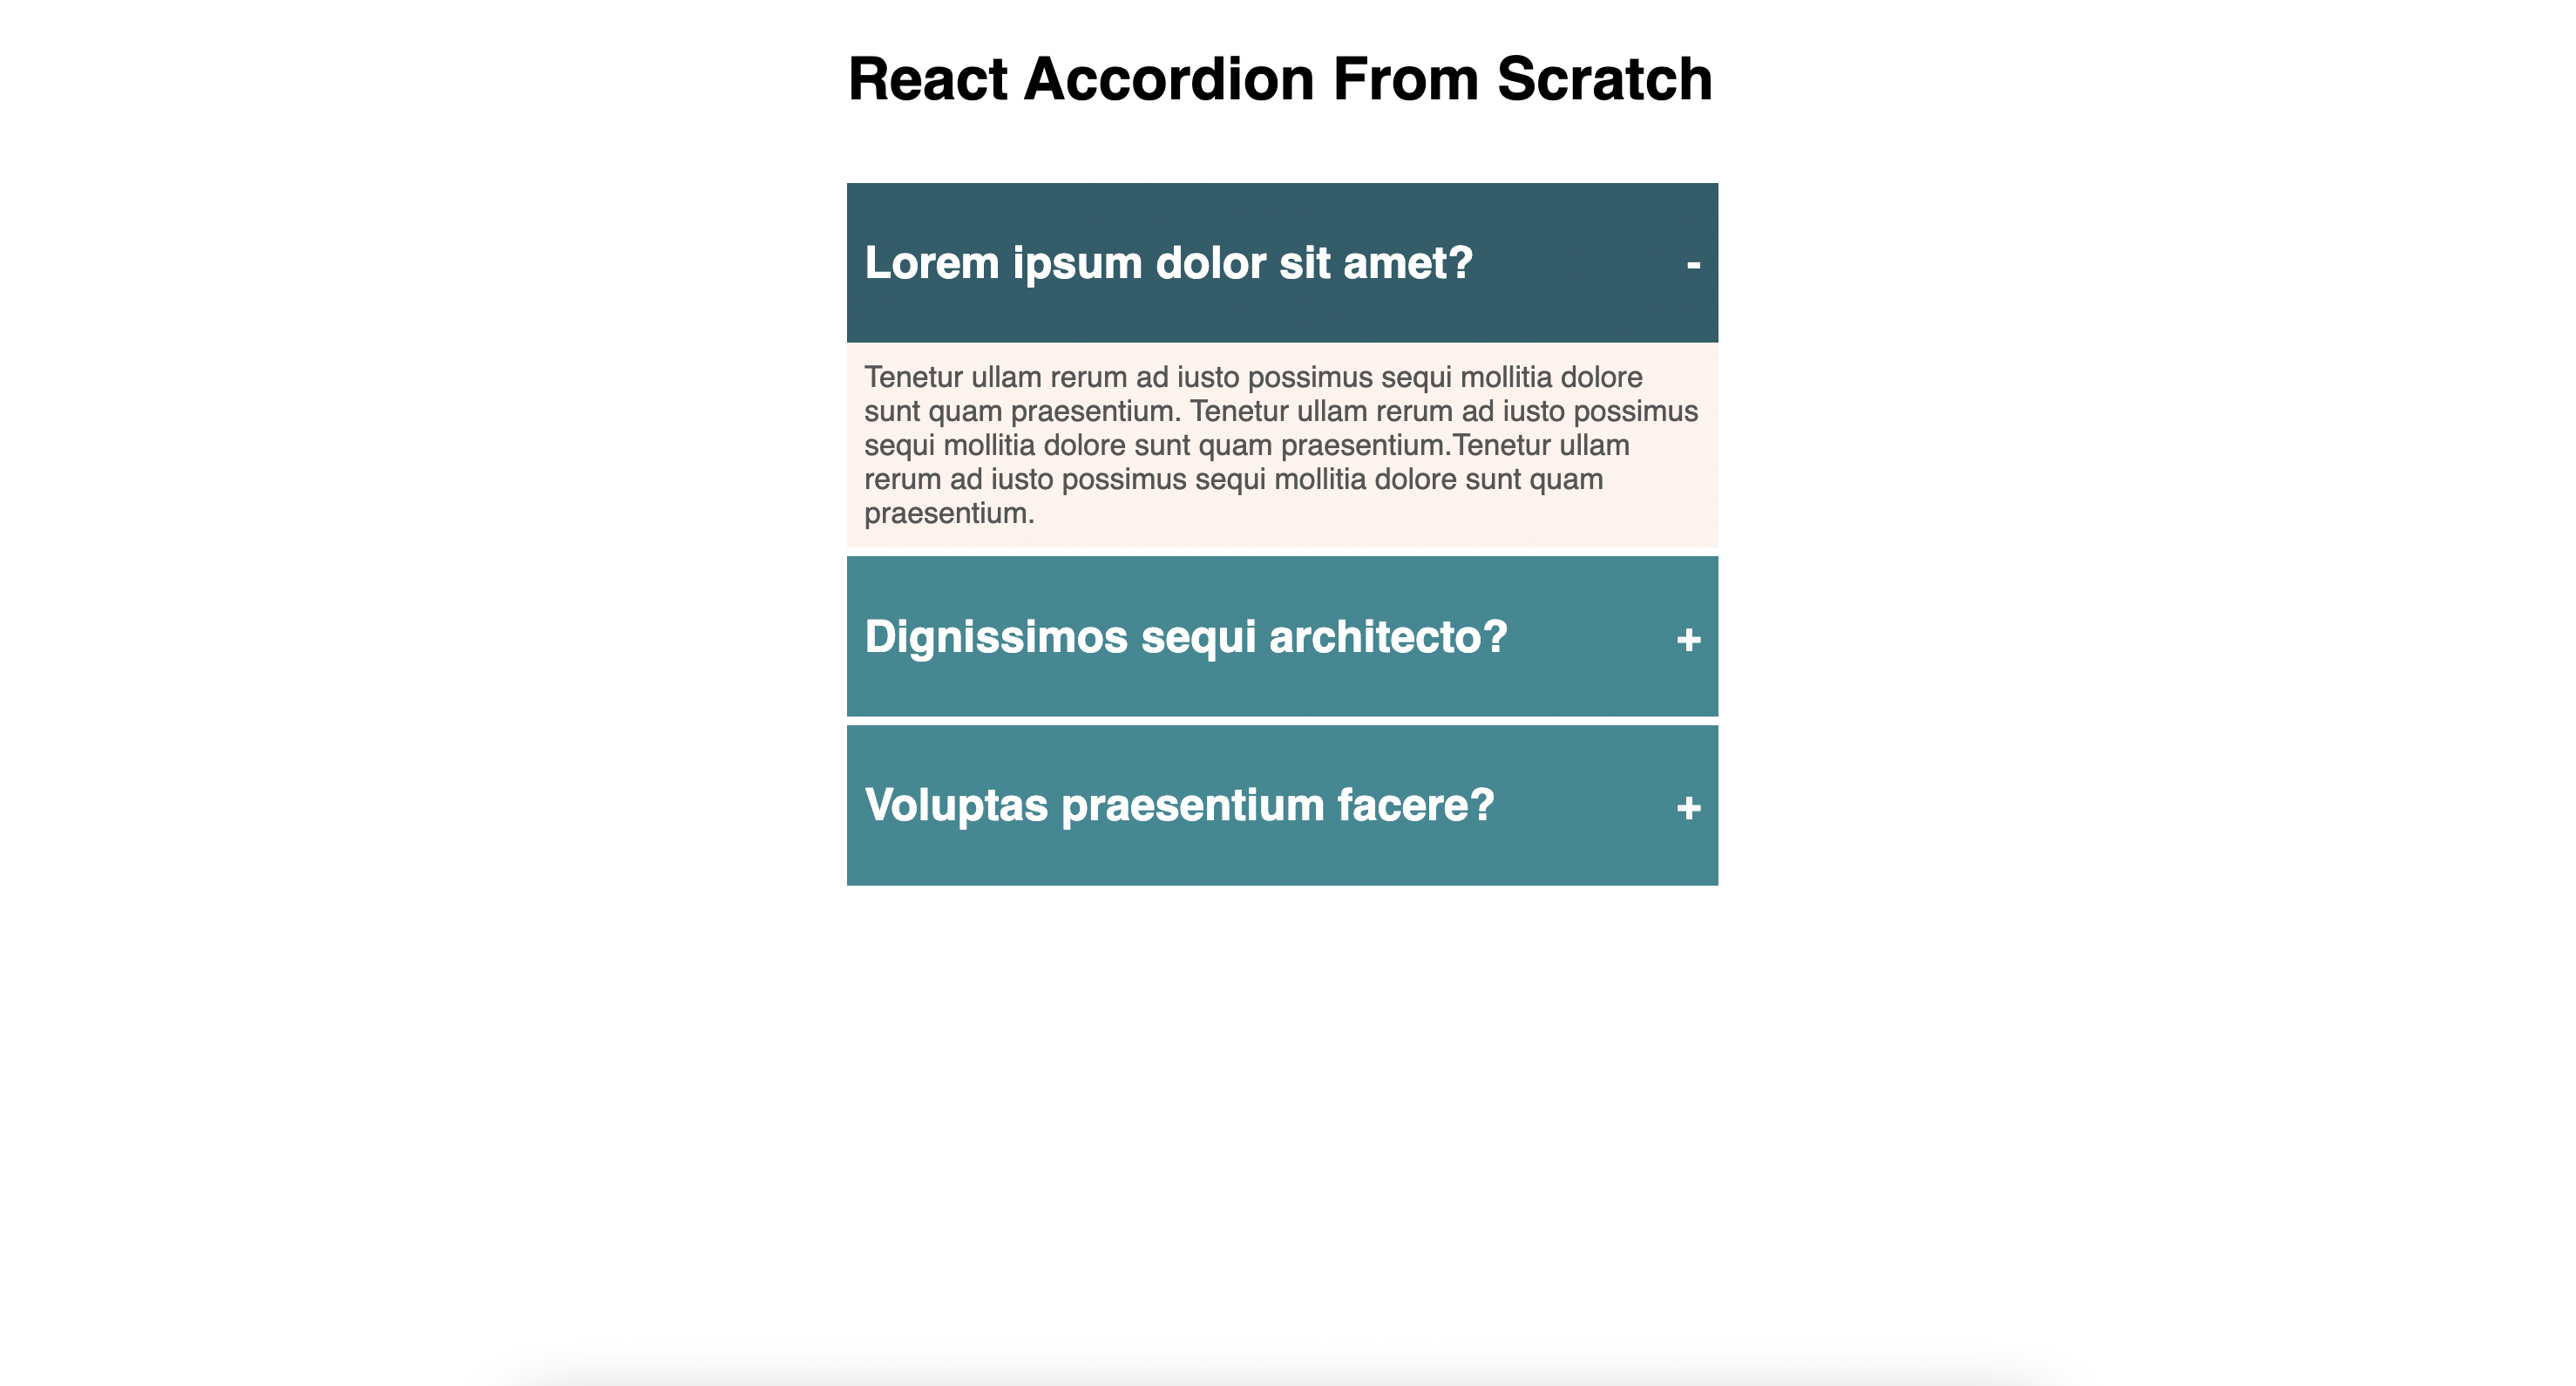 React Accordion From Scratch
Lorem ipsum dolor sit amet? -
Tenetur ullam rerum ad iusto possimus sequi mollitia dolore
sunt quam praesentium. Tenetur ullam rerum ad iusto possimus
sequi mollitia dolore sunt quam praesentium.Tenetur ullam
rerum ad iusto possimus sequi mollitia dolore sunt quam
praesentium.
Dignissimos sequi architecto? +
Voluptas praesentium facere? +